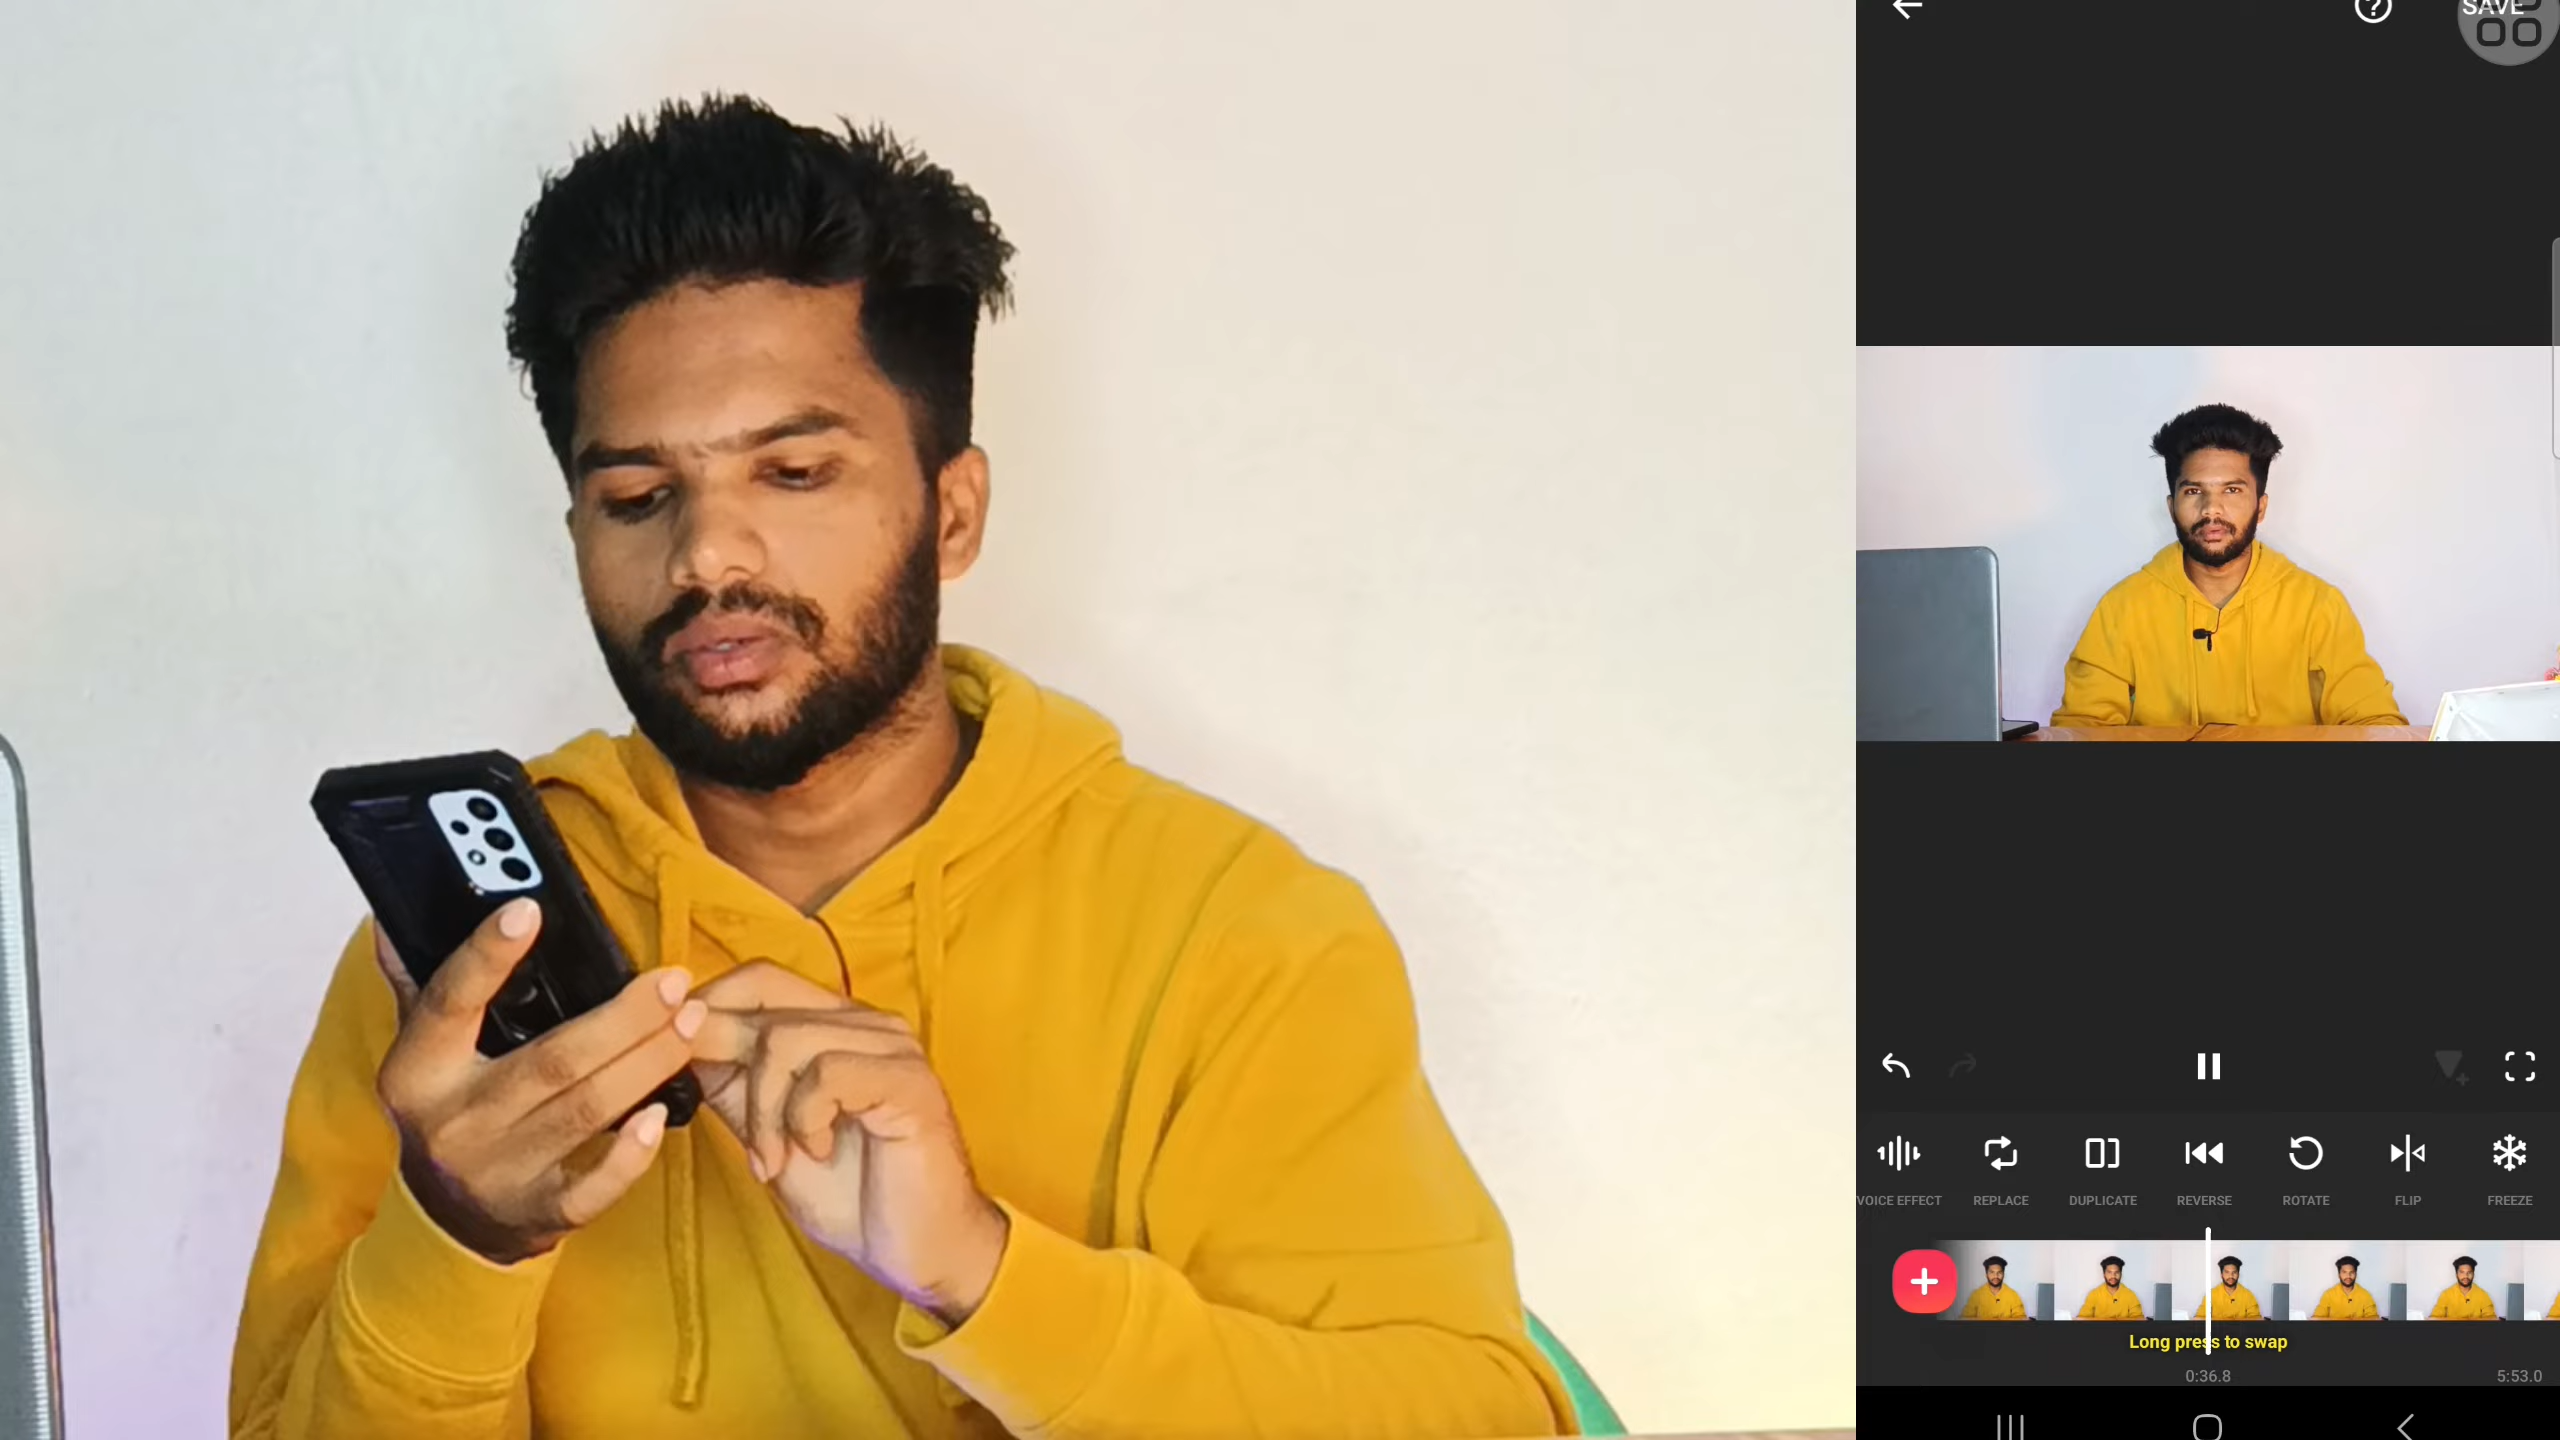 SAVE
VOICE EFFECT REPLACE DUPLICATE REVERSE ROTATE FLIP FREEZE
Long press to swap
0:36.8 5:53.0